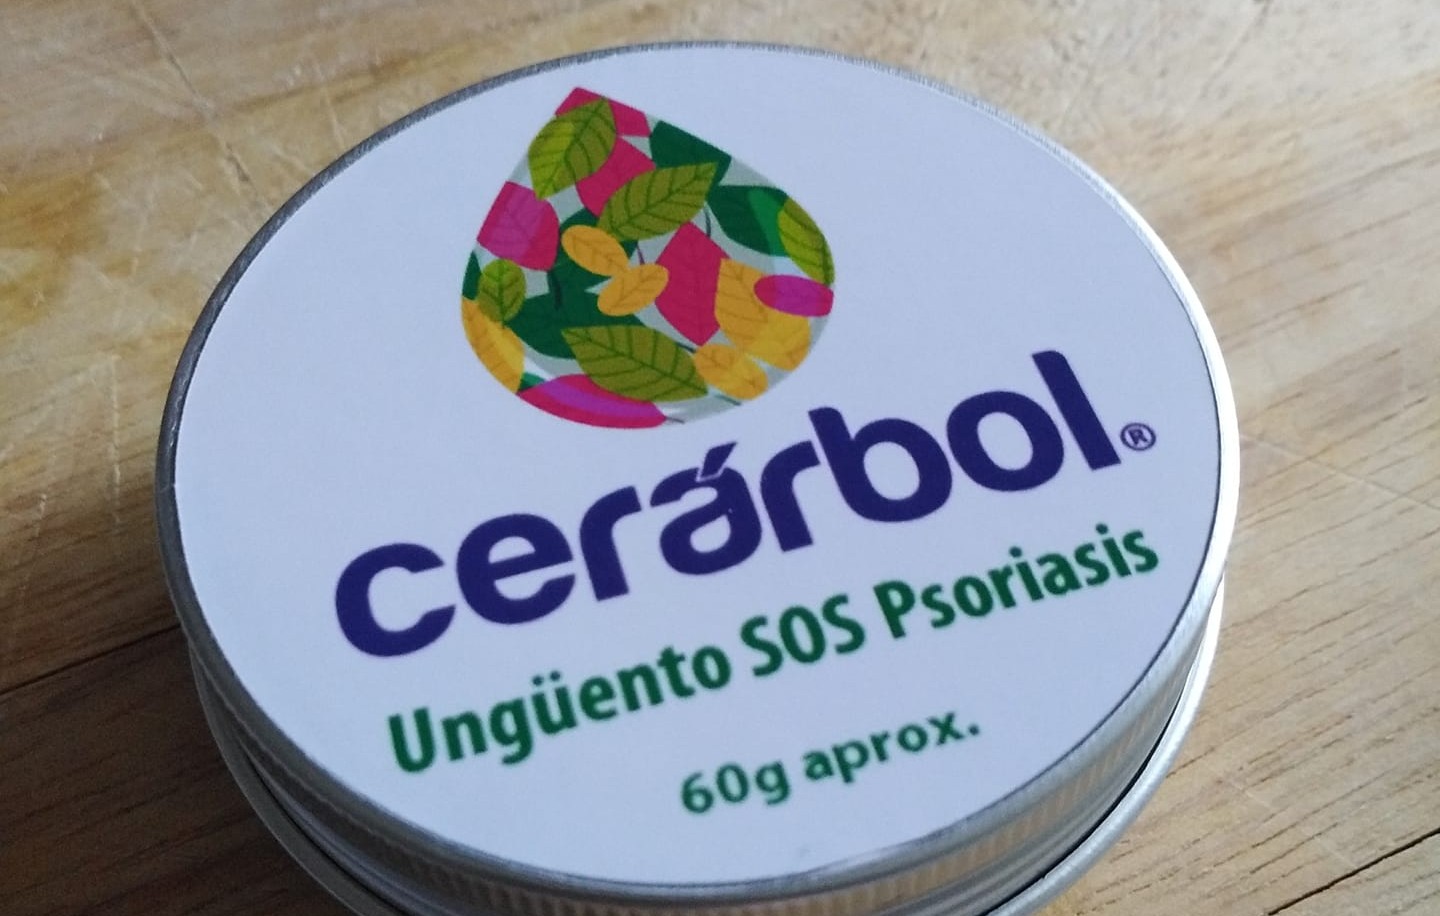 cerárbol®
Ungüento SOS Psoriasis
60g aprox.